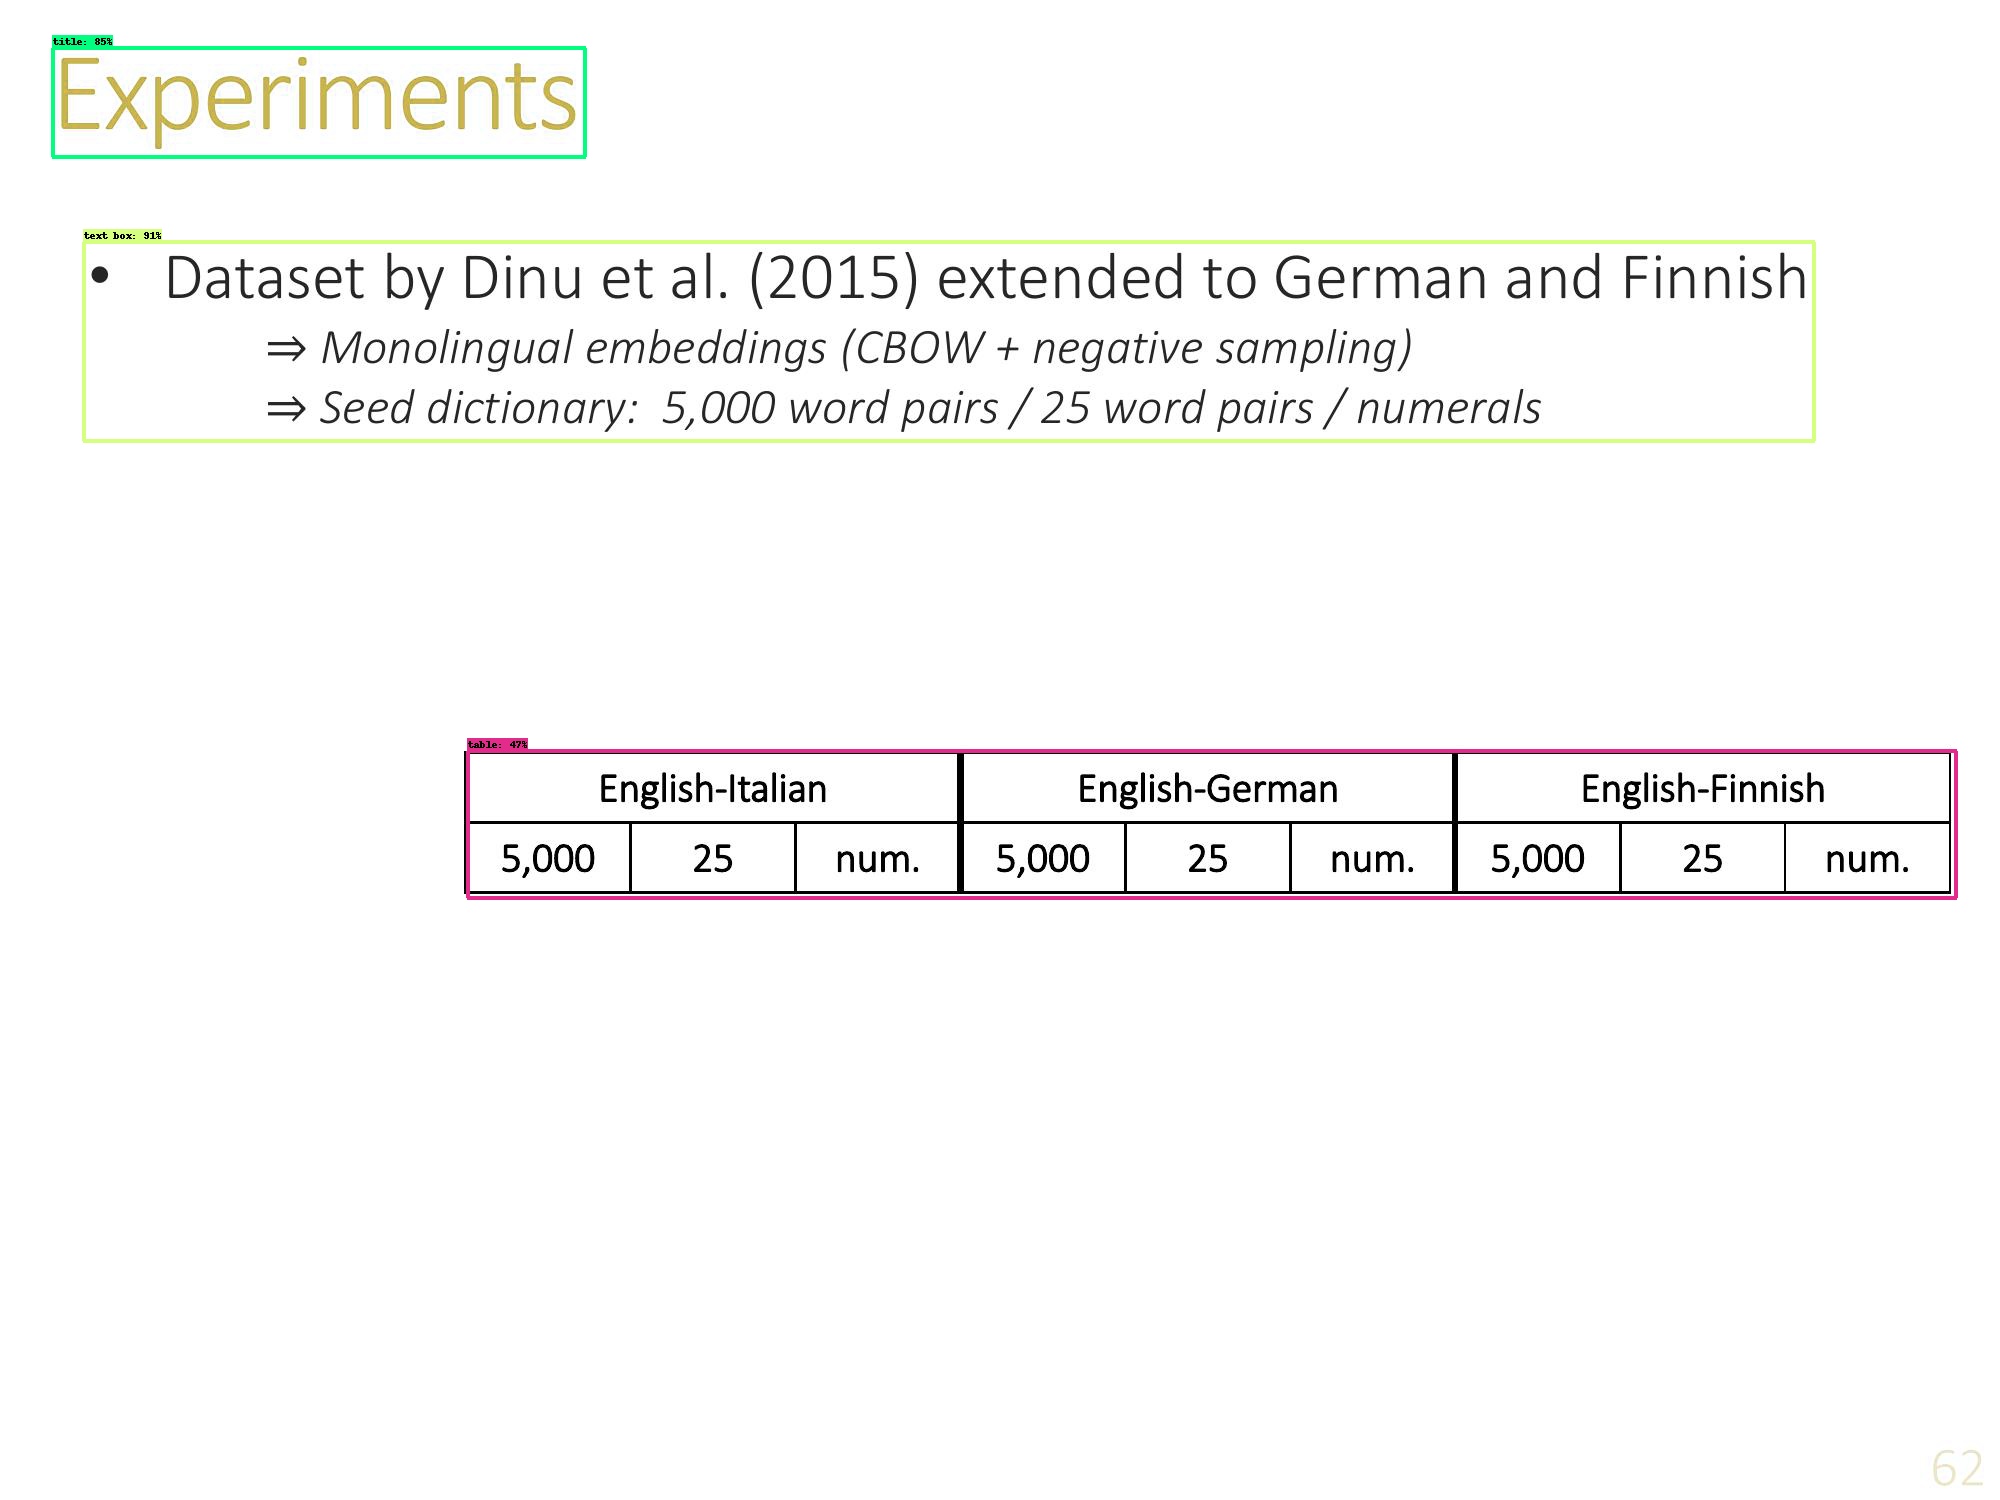 title: 85%
Experiments
text box: 91%
• Dataset by Dinu et al. (2015) extended to German and Finnish
⇒ Monolingual embeddings (CBOW + negative sampling)
⇒ Seed dictionary: 5,000 word pairs / 25 word pairs / numerals
table: 47%
English-Italian English-German English-Finnish
5,000 25 num. 5,000 25 num. 5,000 25 num.
62